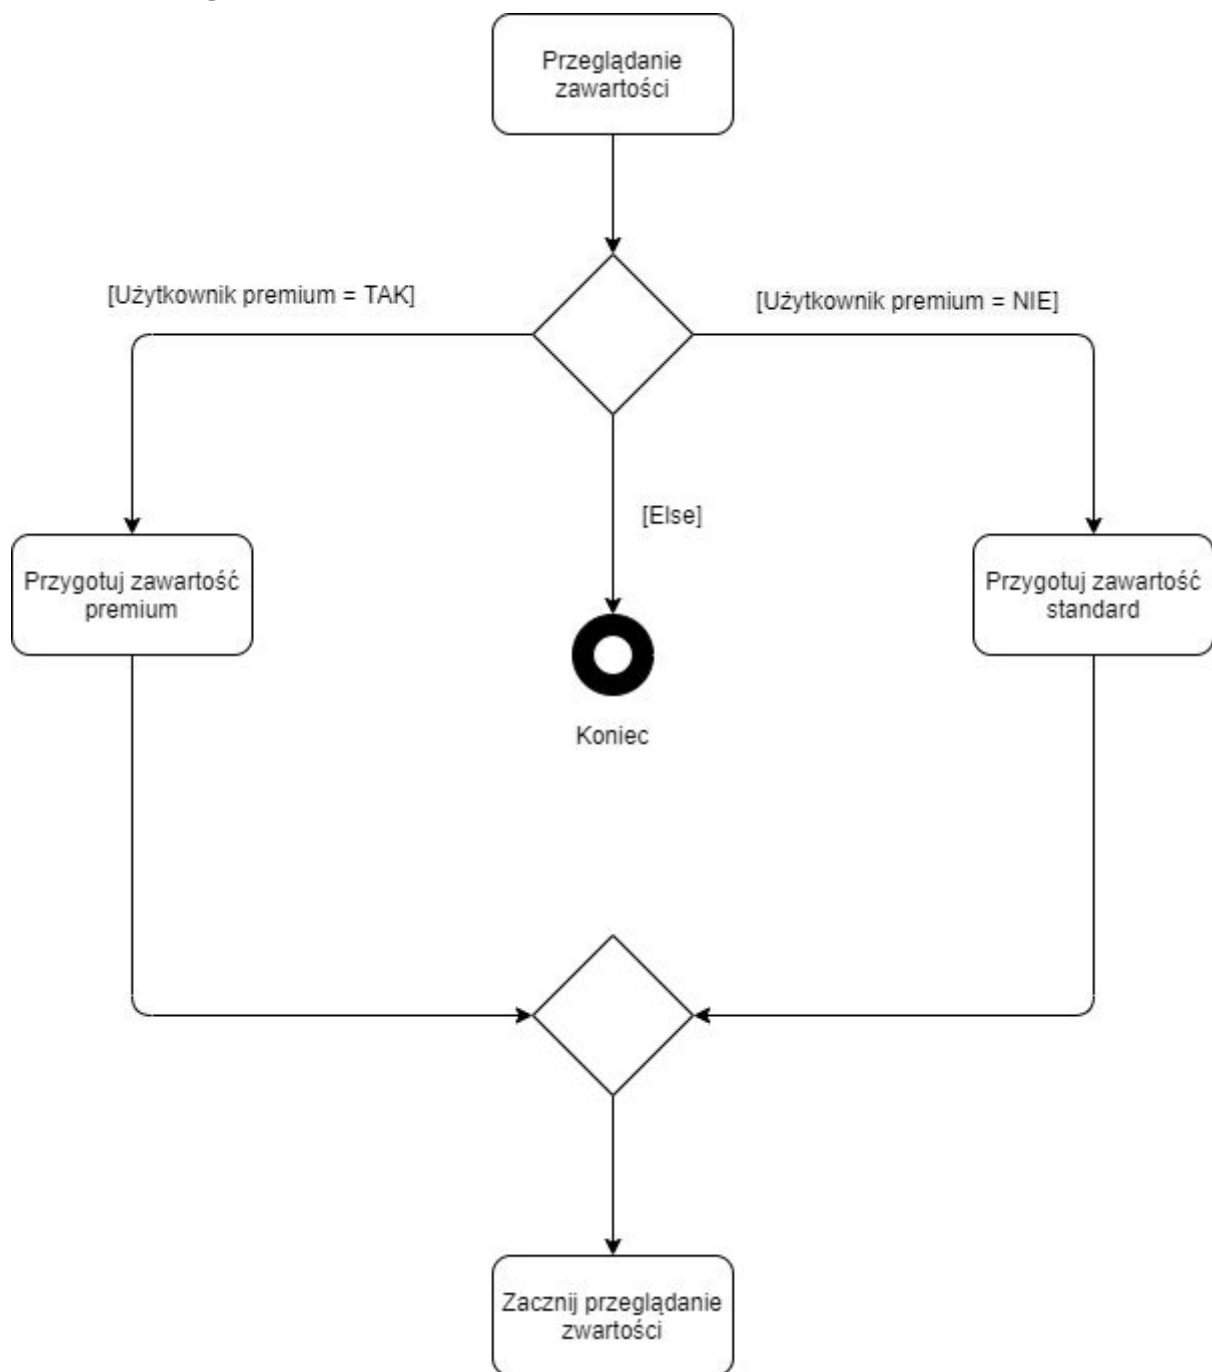 Przeglądanie
zawartości
[Użytkownik premium = TAK]
[Użytkownik premium = NIE]
[Else]
Przygotuj zawartość
premium
Przygotuj zawartość
standard
Koniec
Zacznij przeglądanie
zwartości